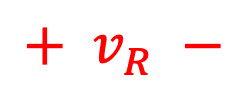 + v_R −